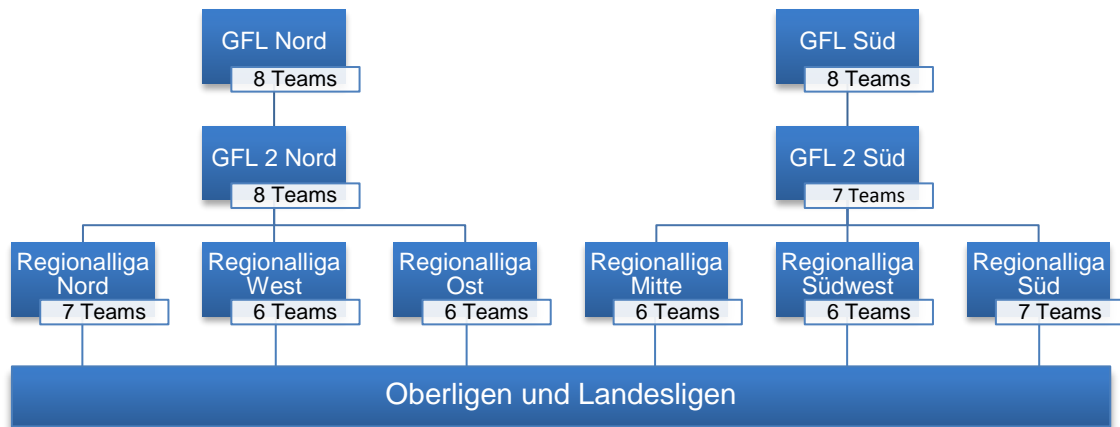 GFL Nord
8 Teams
GFL Süd
8 Teams
GFL 2 Nord
8 Teams
GFL 2 Süd
7 Teams
Regionalliga
Nord
7 Teams
Regionalliga
West
6 Teams
Regionalliga
Ost
6 Teams
Regionalliga
Mitte
6 Teams
Regionalliga
Südwest
6 Teams
Regionalliga
Süd
7 Teams
Oberligen und Landesligen